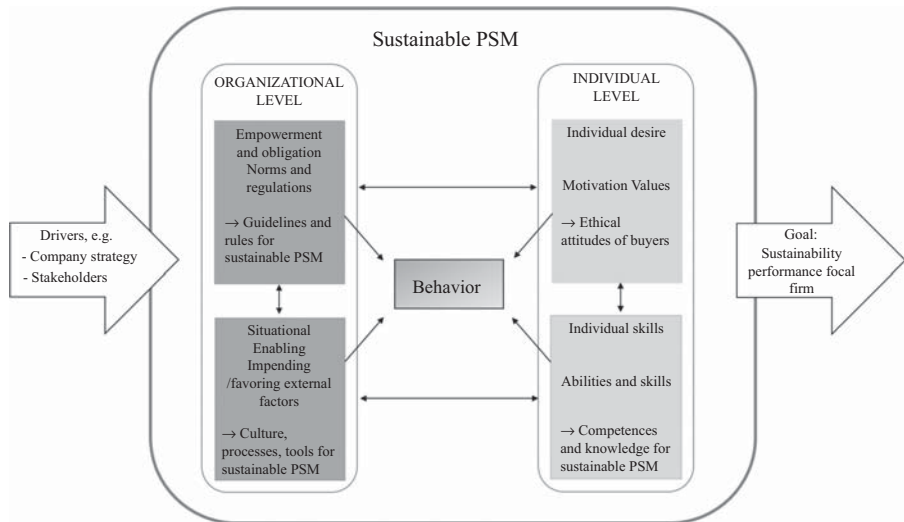 Sustainable PSM
ORGANIZATIONAL
LEVEL
Empowerment
and obligation
Norms and
regulations
→ Guidelines and
rules for
sustainable PSM
Situational
Enabling
Impending
/favoring external
factors
→ Culture,
processes, tools for
sustainable PSM
INDIVIDUAL
LEVEL
Individual desire
Motivation Values
→ Ethical
attitudes of buyers
Individual skills
Abilities and skills
→ Competences
and knowledge for
sustainable PSM
Behavior
Drivers, e.g.
- Company strategy
- Stakeholders
Goal:
Sustainability
performance focal
firm